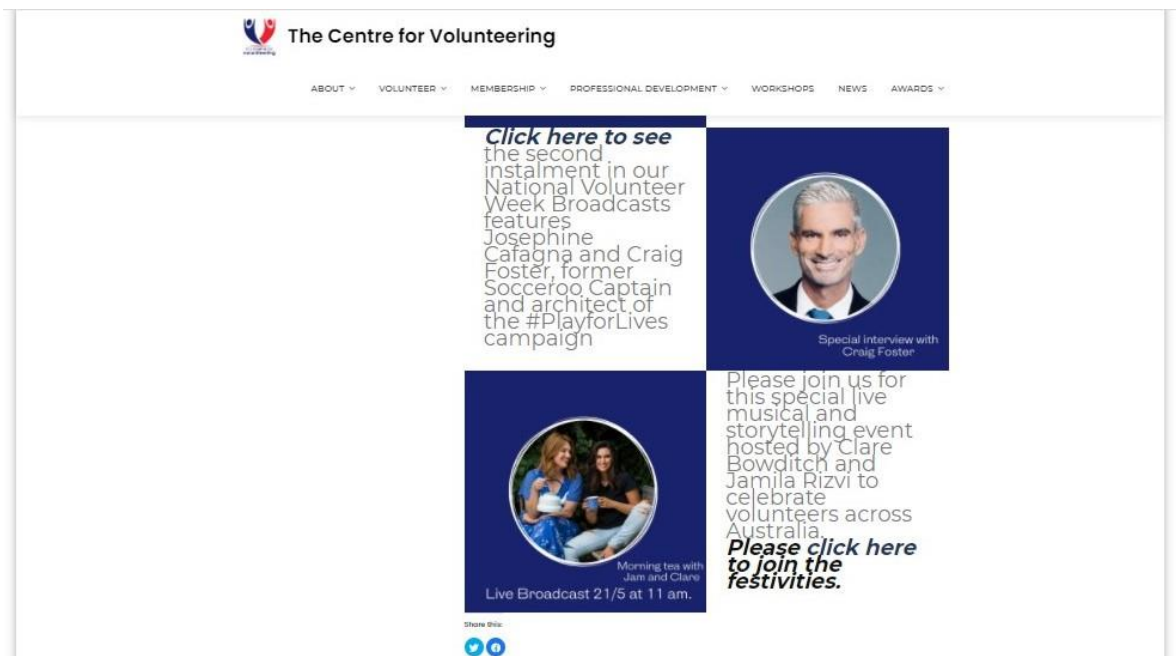 The Centre for Volunteering
ABOUT VOLUNTEER MEMBERSHIP PROFESSIONAL DEVELOPMENT WORKSHOPS NEWS AWARDS
Click here to see
the second
instalment in our
National Volunteer
Week Broadcasts
features
Josephine
Cafagna and Craig
Foster, former
Socceroo Captain
and architect of
the #PlayforLives
campaign
Special interview with
Craig Foster
Morning tea with
Jam and Clare
Live Broadcast 21/5 at 11 am.
Please join us for
this special live
musical and
storytelling event
hosted by Clare
Bowditch and
Jamila Rizvi to
celebrate
volunteers across
Australia.
Please click here
to join the
festivities.
Share this: